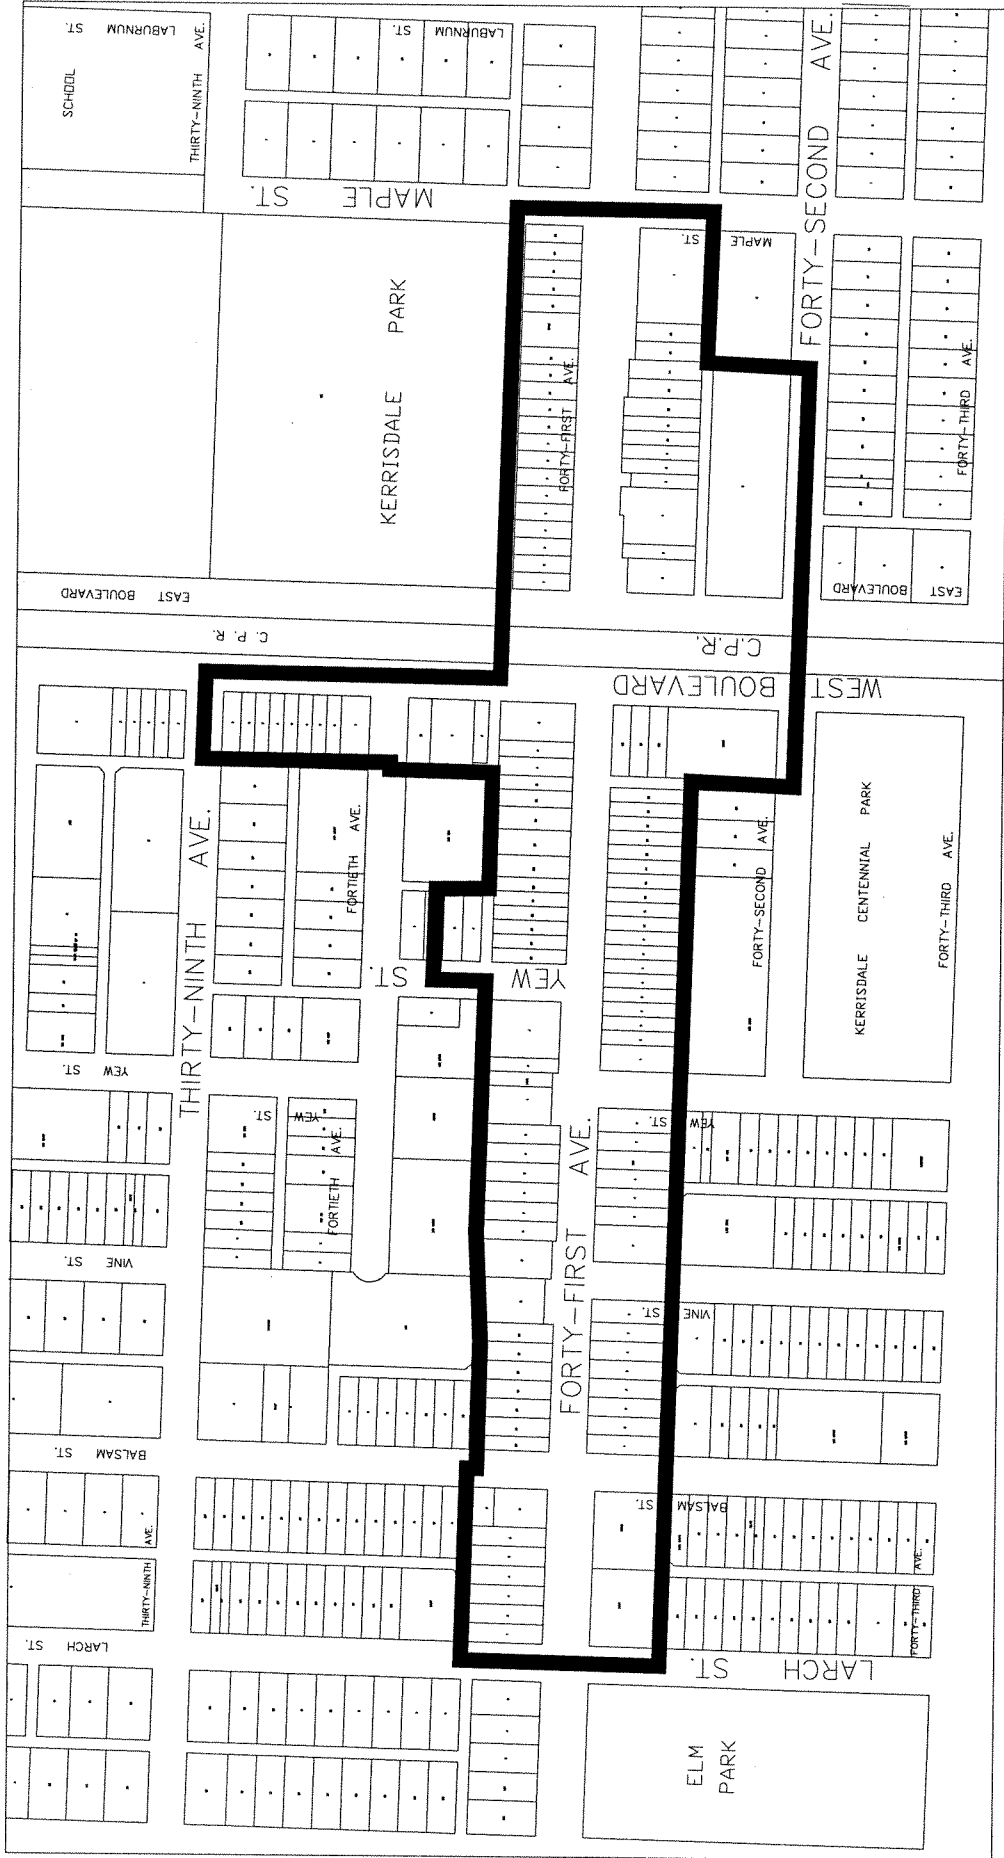 LABURNUM ST.
SCHOOL
THIRTY-NINTH AVE.
LABURNUM ST.
FORTY-SECOND AVE.
MAPLE ST.
MAPLE ST.
KERRISDALE PARK
FORTY-FIRST AVE.
FORTY-THIRD AVE.
EAST BOULEVARD
EAST BOULEVARD
C. P. R.
C.P.R.
WEST BOULEVARD
THIRTY-NINTH AVE.
FORTIETH AVE.
FORTY-SECOND AVE.
KERRISDALE CENTENNIAL PARK
FORTY-THIRD AVE.
YEW ST.
YEW ST.
YEW ST.
YEW ST.
FORTIETH AVE.
FORTY-FIRST AVE.
VINE ST.
VINE ST.
BALSAM ST.
BALSAM ST.
THIRTY-NINTH AVE.
FORTY-THIRD AVE.
LARCH ST.
LARCH ST.
ELM
PARK